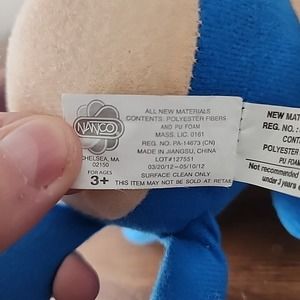 NANCO
CHELSEA, MA
02150
FOR AGES
3+
ALL NEW MATERIALS
CONTENTS: POLYESTER FIBERS
AND PU FOAM
MASS. LIC. 0161
REG. NO. PA-14673 (CN)
MADE IN JIANGSU, CHINA
LOT#127551
03/20/12-05/10/12
SURFACE CLEAN ONLY
THIS ITEM MAY NOT BE SOLD AT RETAIL
NEW MA
REG. NO.:
CONT
POLYESTER
PU FOAM
Not recommended
under 3 years